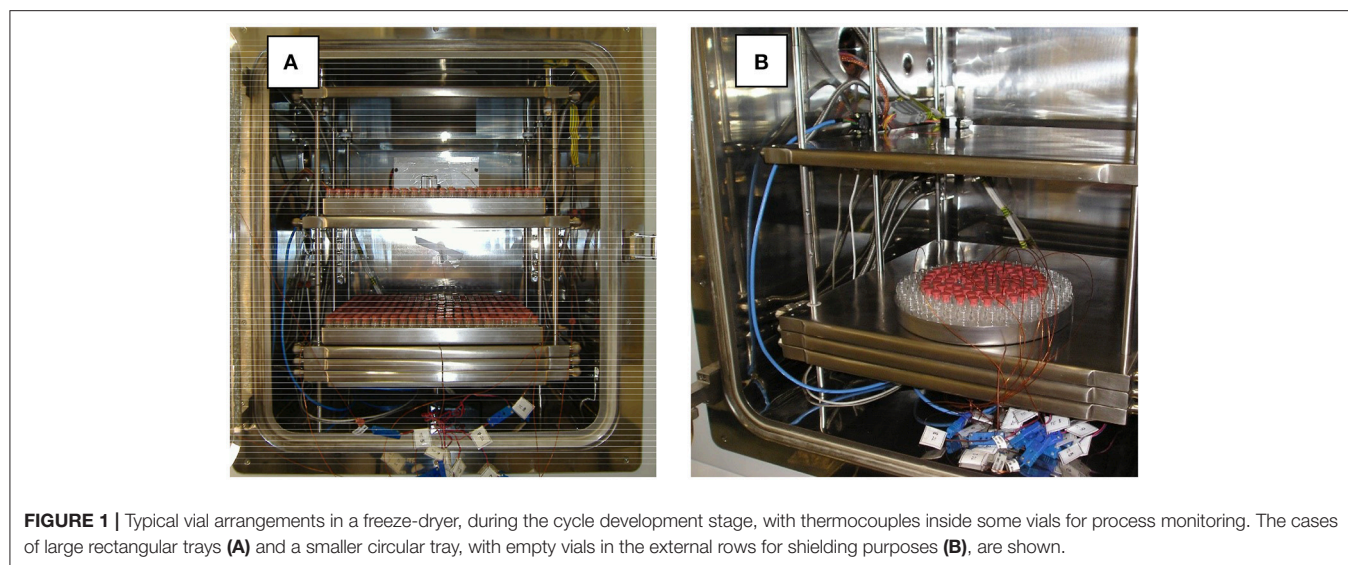 A
B
FIGURE 1 | Typical vial arrangements in a freeze-dryer, during the cycle development stage, with thermocouples inside some vials for process monitoring. The cases
of large rectangular trays (A) and a smaller circular tray, with empty vials in the external rows for shielding purposes (B), are shown.